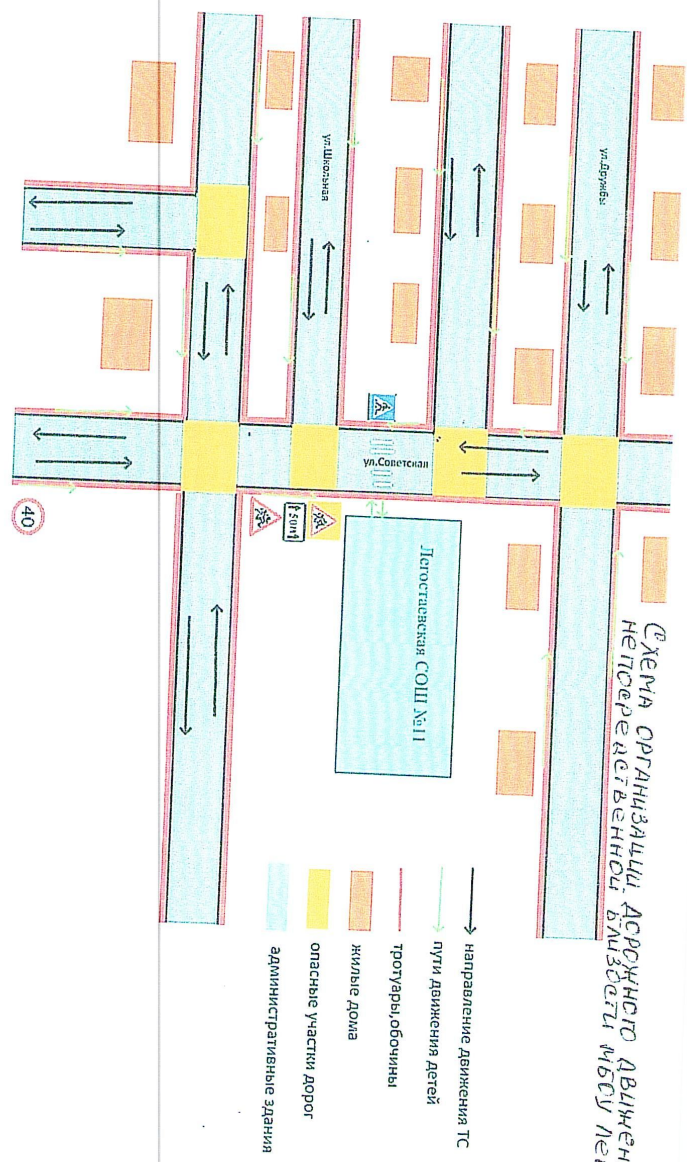 СХЕМА ОРГАНИЗАЦИИ ДОРОЖНОГО
НЕПОСРЕДСТВЕННОЙ БЛИЗОСТИ МБОУ
ул.Дружбы
ул.Школьная
ул.Советская
Легостаевская СОШ №11
50м
40
направление движения ТС
пути движения детей
тротуары,обочины
жилые дома
опасные участки дорог
административные здания